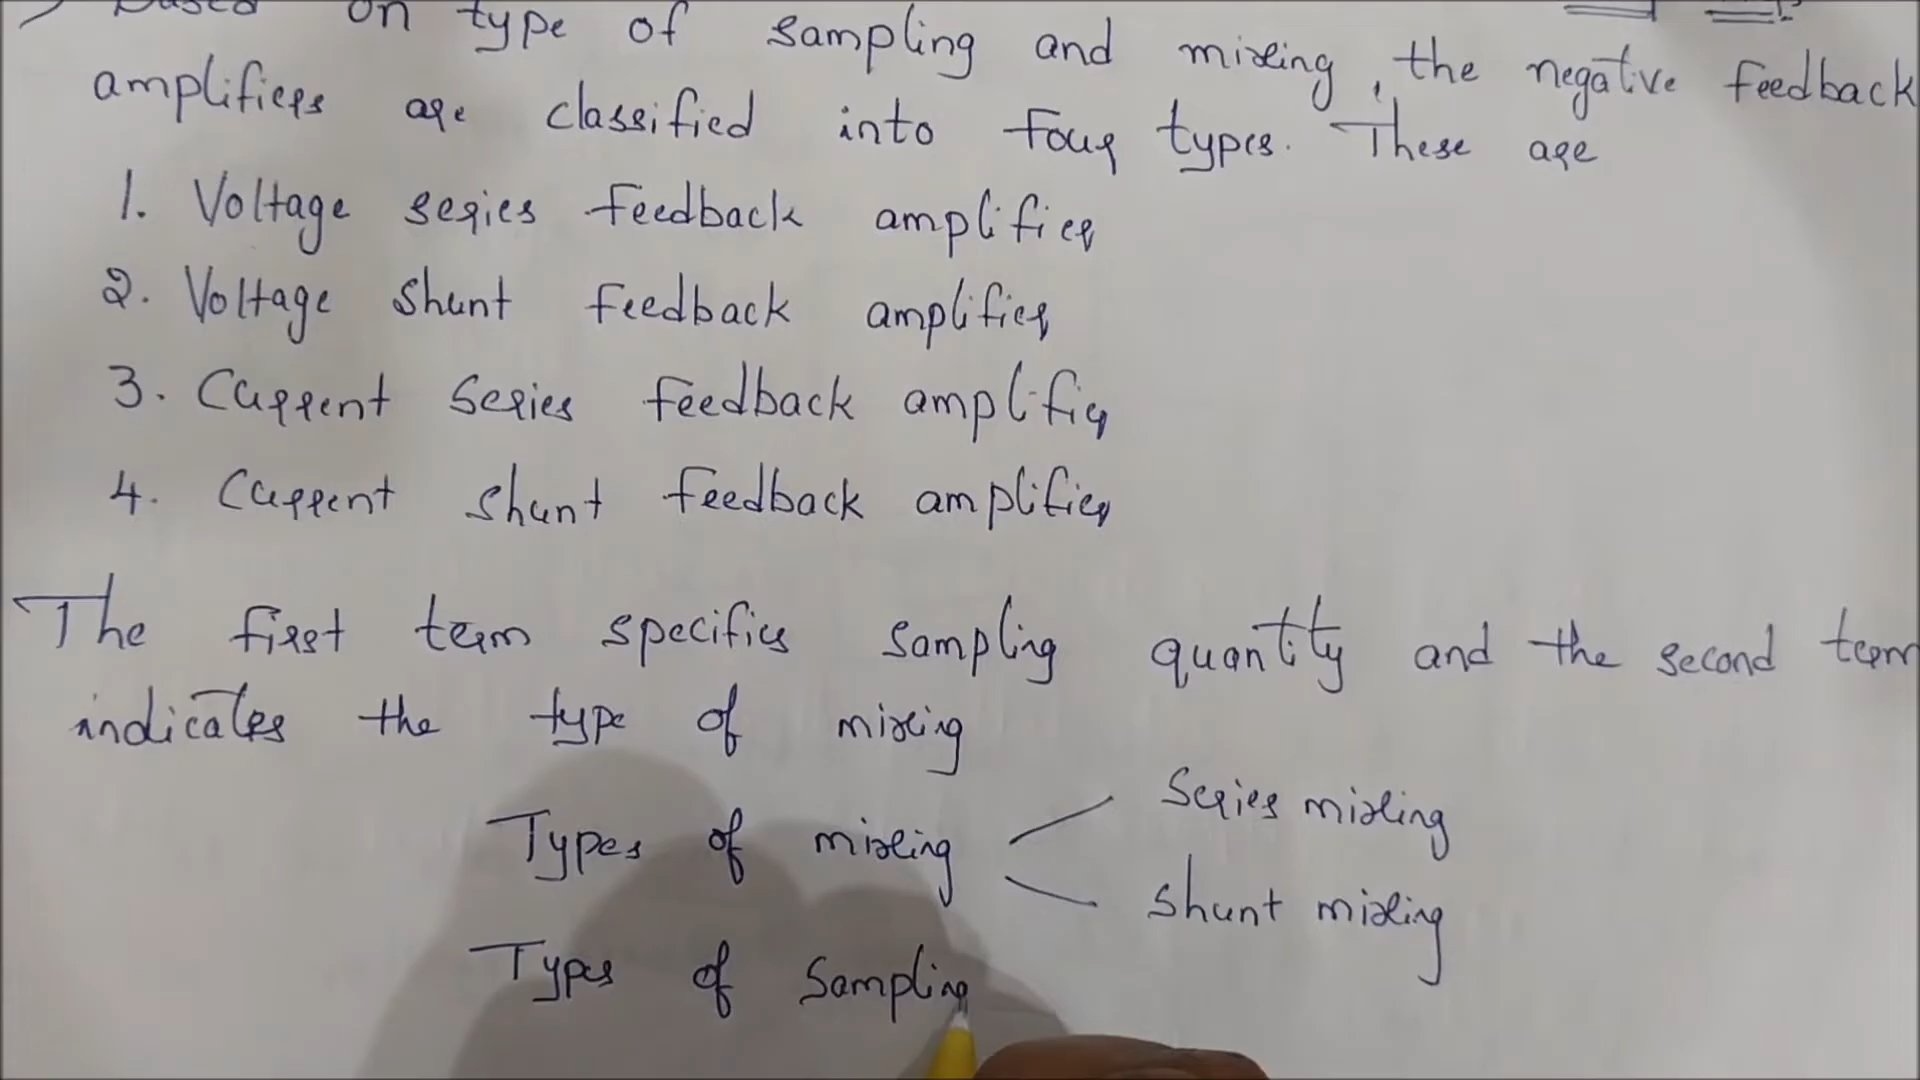 Based on type of sampling and mixing, the negative feedback
amplifiers are classified into four types. These are
1. Voltage series feedback amplifier
2. Voltage shunt feedback amplifier
3. Current series feedback amplifier
4. Current shunt feedback amplifier
The first term specifies sampling quantity and the second term
indicates the type of mixing
Types of mixing
Series mixing
Shunt mixing
Types of Sampling